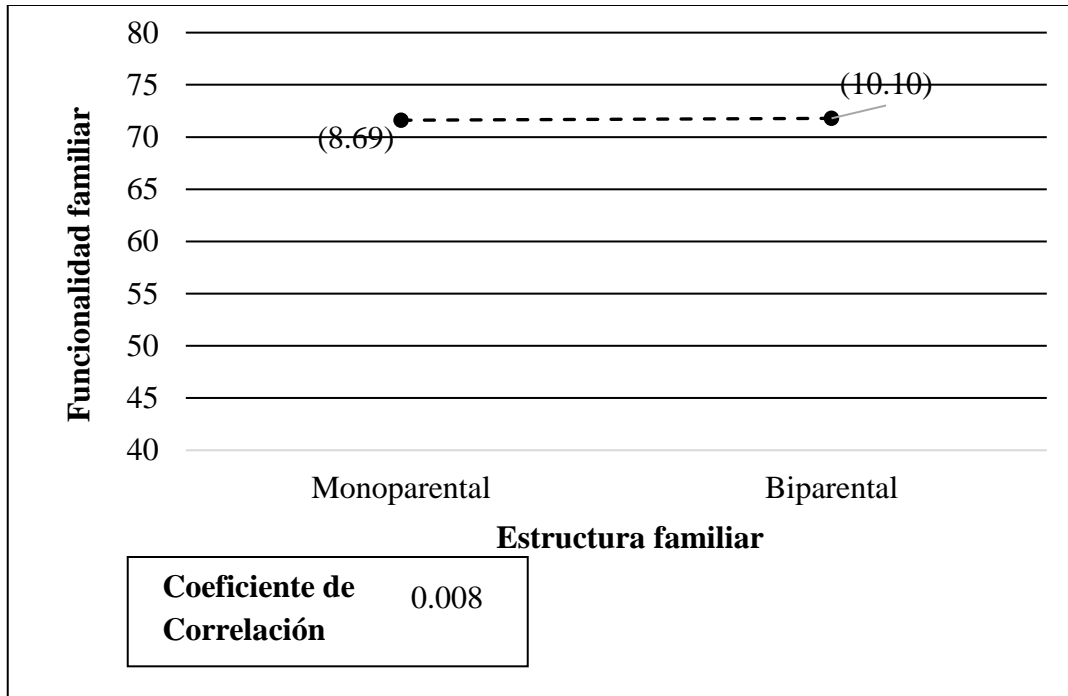 80
75
(10.10)
70
(8.69)
65
60
55
50
45
40
Funcionalidad familiar
Monoparental
Biparental
Estructura familiar
Coeficiente de
Correlación
0.008